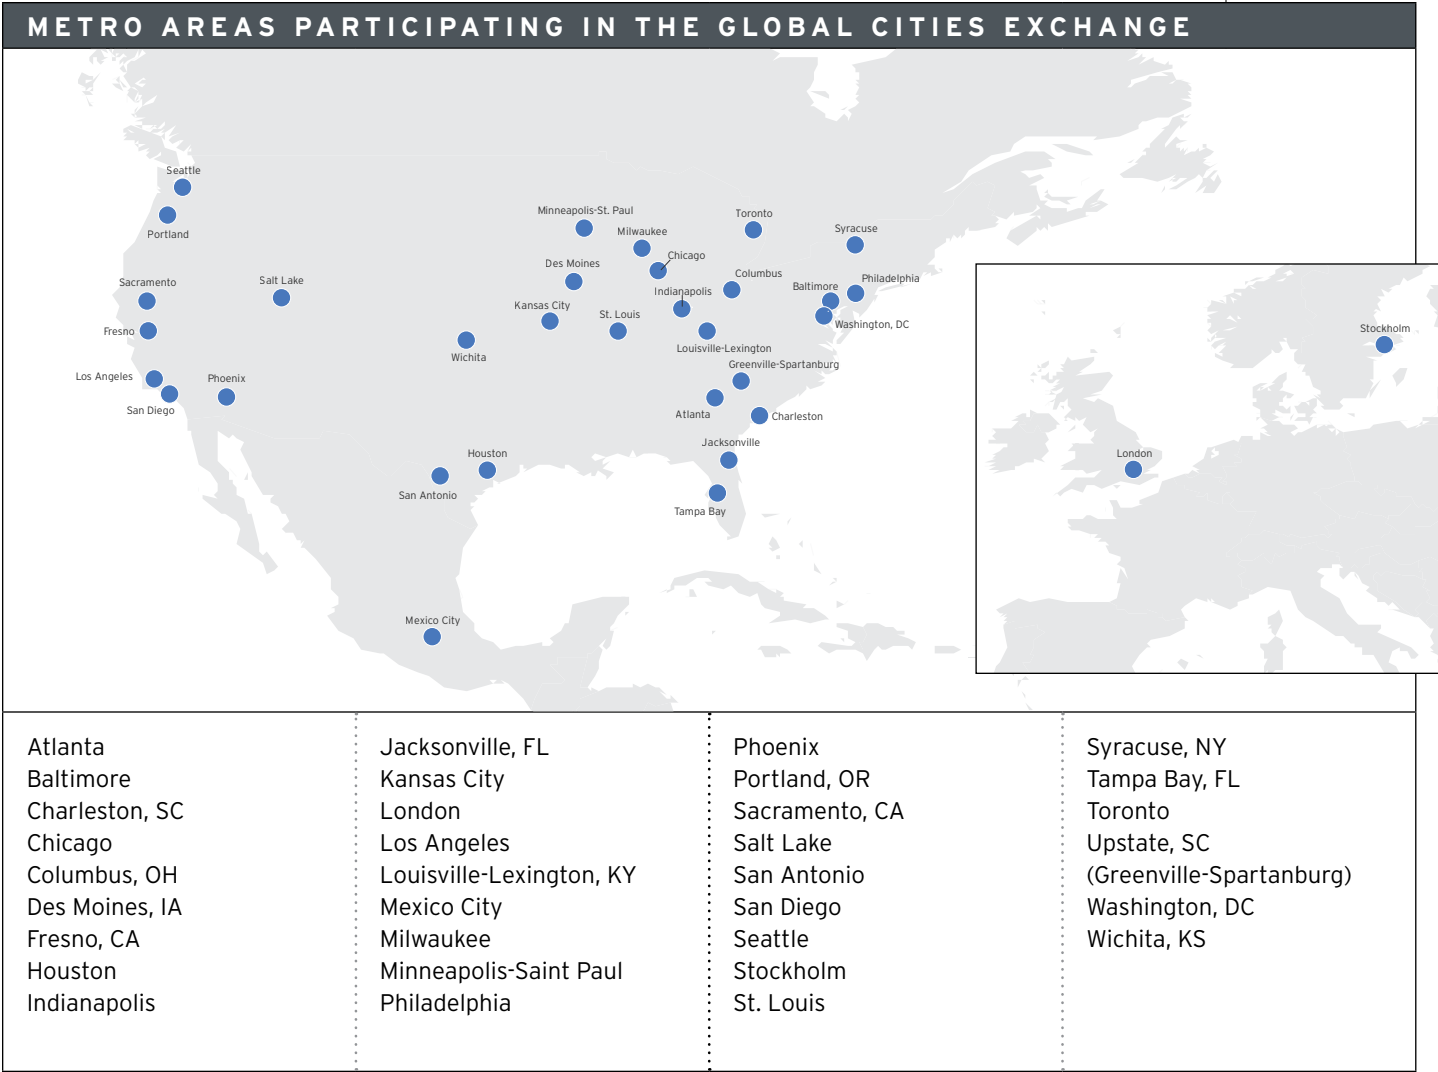 METRO AREAS PARTICIPATING IN THE GLOBAL CITIES EXCHANGE
Seattle
Portland
Minneapolis-St. Paul
Milwaukee
Chicago
Toronto
Syracuse
Sacramento
Salt Lake
Des Moines
Columbus
Philadelphia
Baltimore
Indianapolis
Kansas City
St. Louis
Washington, DC
Fresno
Wichita
Louisville-Lexington
Greenville-Spartanburg
Los Angeles
Phoenix
San Diego
Atlanta
Charleston
Jacksonville
Houston
San Antonio
Tampa Bay
Mexico City
Stockholm
London
Atlanta
Baltimore
Charleston, SC
Chicago
Columbus, OH
Des Moines, IA
Fresno, CA
Houston
Indianapolis
Jacksonville, FL
Kansas City
London
Los Angeles
Louisville-Lexington, KY
Mexico City
Milwaukee
Minneapolis-Saint Paul
Philadelphia
Phoenix
Portland, OR
Sacramento, CA
Salt Lake
San Antonio
San Diego
Seattle
Stockholm
St. Louis
Syracuse, NY
Tampa Bay, FL
Toronto
Upstate, SC
(Greenville-Spartanburg)
Washington, DC
Wichita, KS